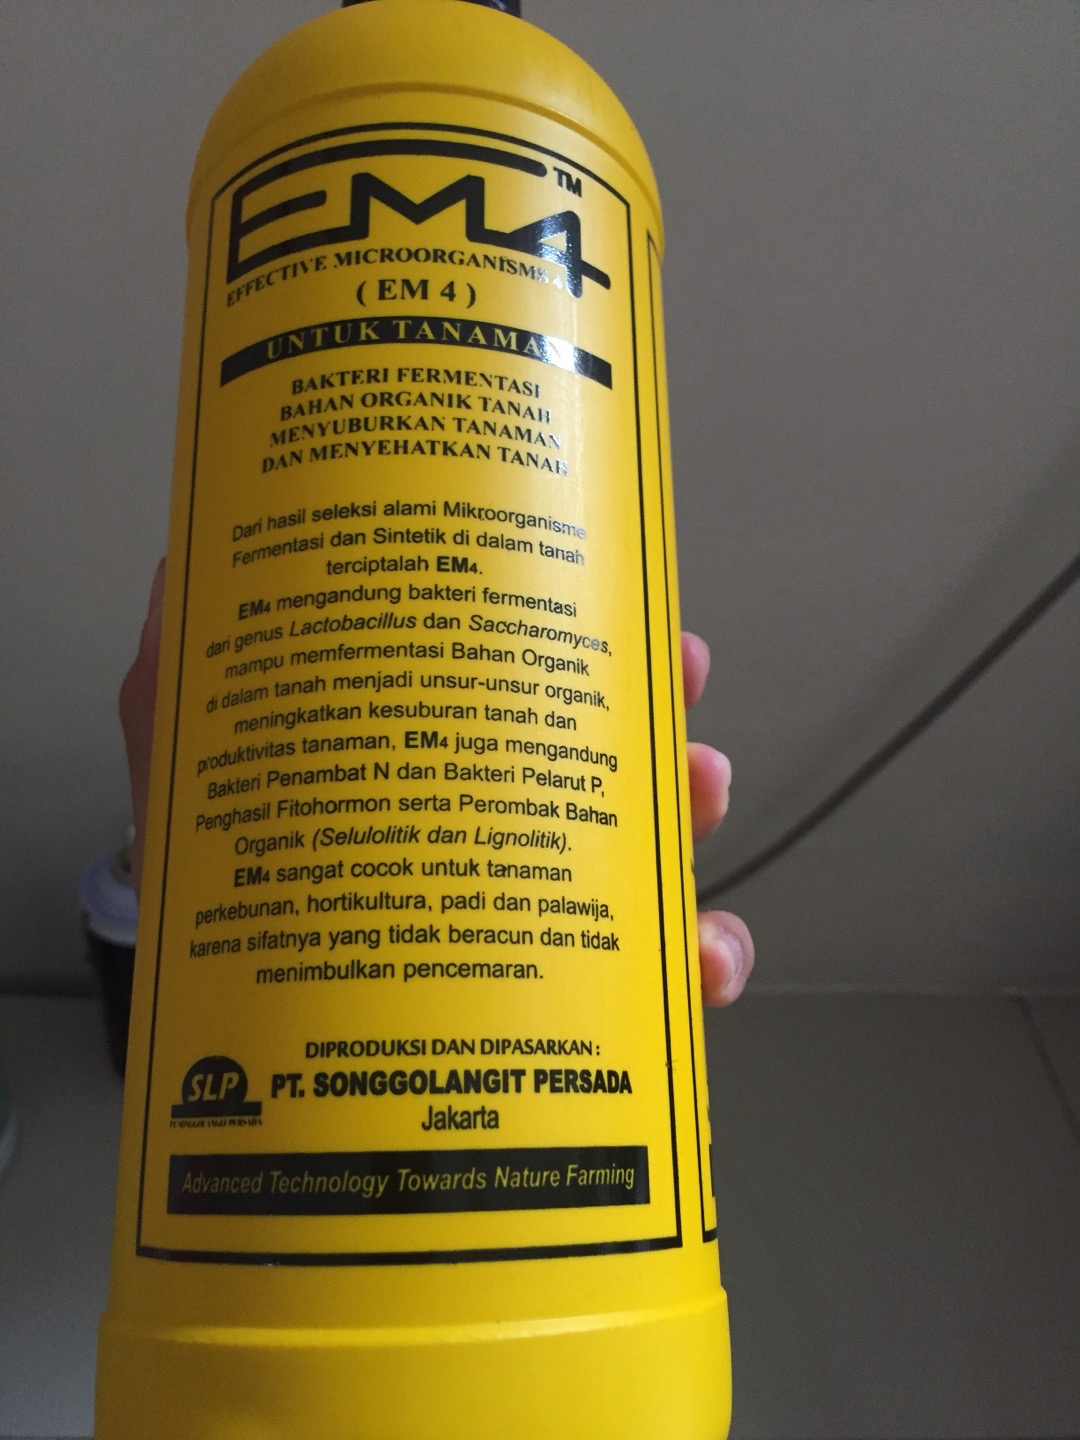 EM4 TM
EFFECTIVE MICROORGANISMS 4
( EM 4 )
UNTUK TANAMAN
BAKTERI FERMENTASI
BAHAN ORGANIK TANAH
MENYUBURKAN TANAMAN
DAN MENYEHATKAN TANAH
Dari hasil seleksi alami Mikroorganisme
Fermentasi dan Sintetik di dalam tanah
terciptalah EM4.
EM4 mengandung bakteri fermentasi
dari genus Lactobacillus dan Saccharomyces,
mampu memfermentasi Bahan Organik
di dalam tanah menjadi unsur-unsur organik,
meningkatkan kesuburan tanah dan
produktivitas tanaman, EM4 juga mengandung
Bakteri Penambat N dan Bakteri Pelarut P,
Penghasil Fitohormon serta Perombak Bahan
Organik (Selulolitik dan Lignolitik).
EM4 sangat cocok untuk tanaman
perkebunan, hortikultura, padi dan palawija,
karena sifatnya yang tidak beracun dan tidak
menimbulkan pencemaran.
DIPRODUKSI DAN DIPASARKAN :
SLP
PT. SONGGOLANGIT PERSADA
PT. SONGGOLANGIT PERSADA
Jakarta
Advanced Technology Towards Nature Farming